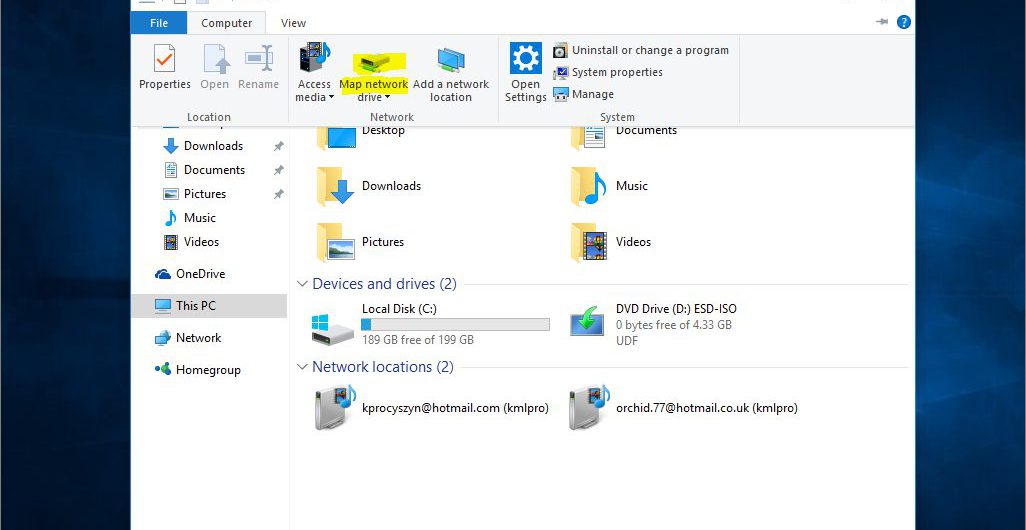 File Computer View
Properties Open Rename
Access media Map network drive Add a network location
Open Settings
Uninstall or change a program
System properties
Manage
Location Network System
Downloads
Documents
Pictures
Music
Videos
OneDrive
This PC
Network
Homegroup
Desktop Documents
Downloads Music
Pictures Videos
Devices and drives (2)
Local Disk (C:)
189 GB free of 199 GB
DVD Drive (D:) ESD-ISO
0 bytes free of 4.33 GB
UDF
Network locations (2)
kprocyszyn@hotmail.com (kmlpro) orchid.77@hotmail.co.uk (kmlpro)